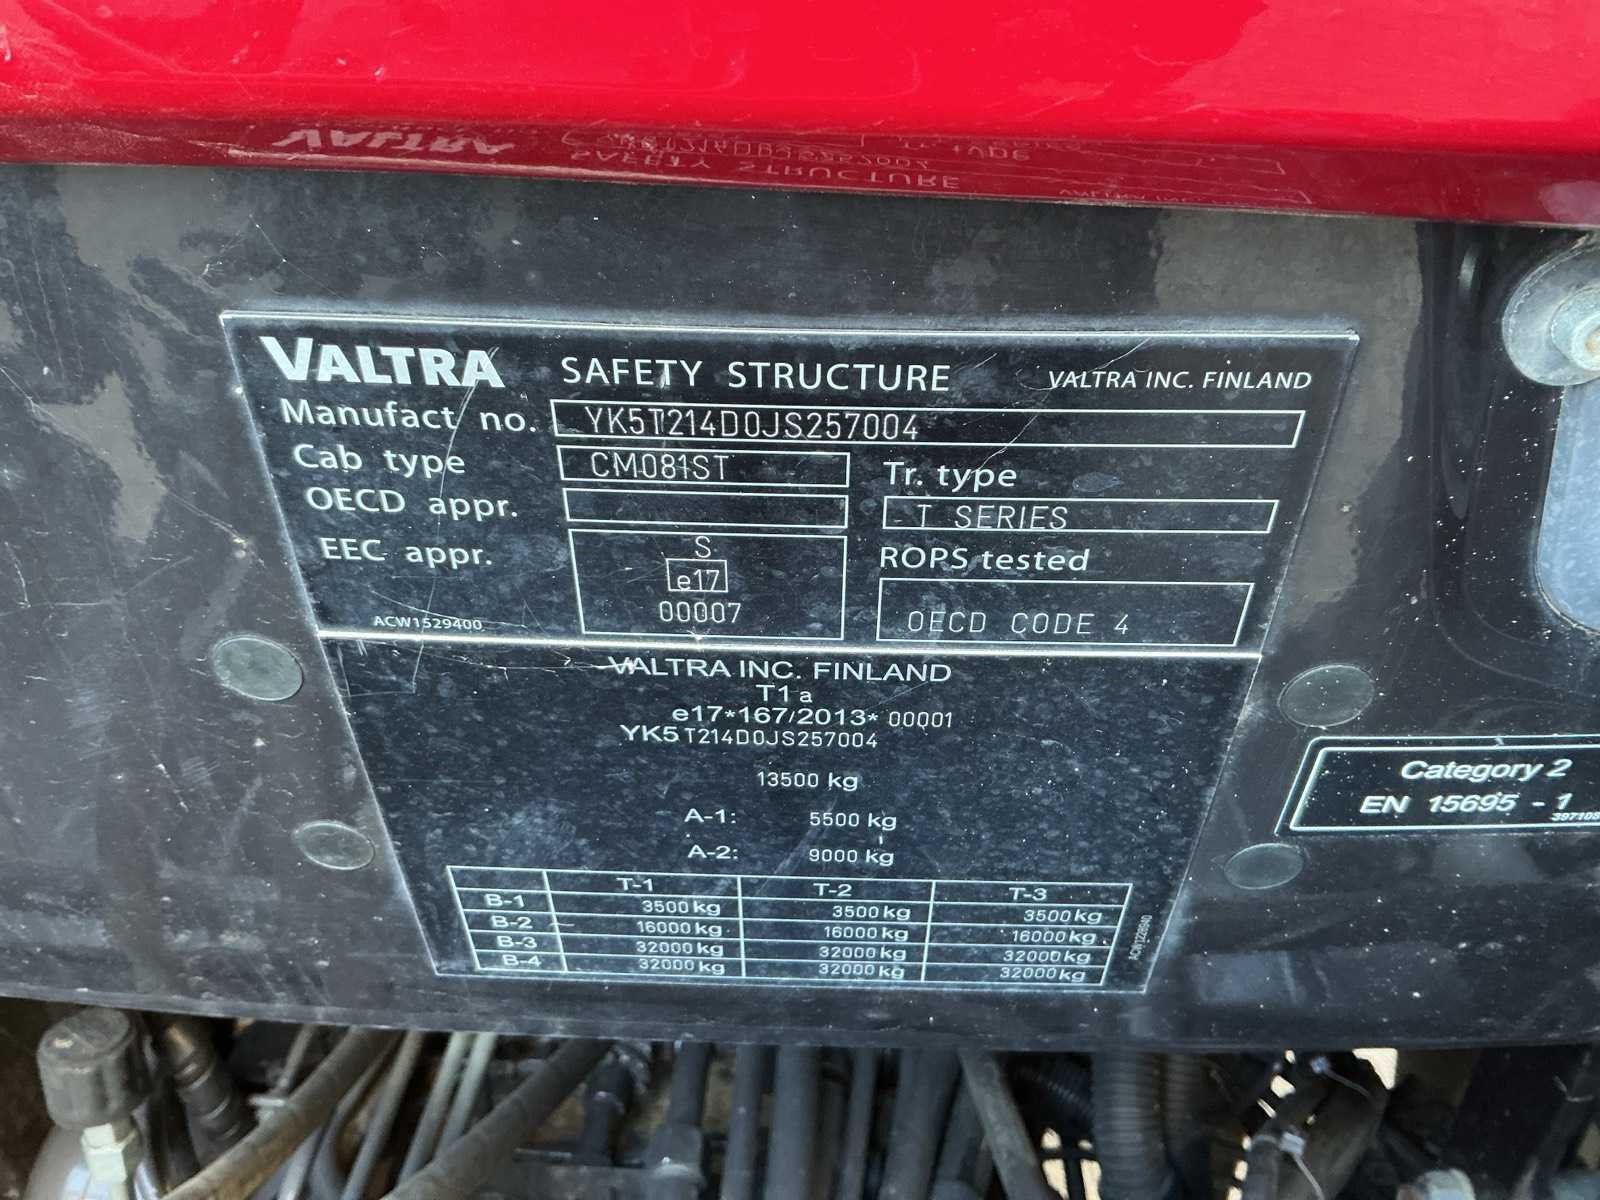 VALTRA SAFETY STRUCTURE VALTRA INC. FINLAND
Manufact no. YK5T214D0JS257004
Cab type CM081ST Tr. type
OECD appr. T SERIES
EEC appr. S ROPS tested
e17
00007 OECD CODE 4
ACW1529400
VALTRA INC. FINLAND
T1a
e17*167/2013*00001
YK5T214D0JS257004
13500 kg
A-1: 5500 kg
A-2: 9000 kg
T-1 T-2 T-3
B-1 3500 kg 3500 kg 3500 kg
B-2 16000 kg 16000 kg 16000 kg
B-3 32000 kg 32000 kg 32000 kg
B-4 32000 kg 32000 kg 32000 kg
Category 2
EN 15695 - 1